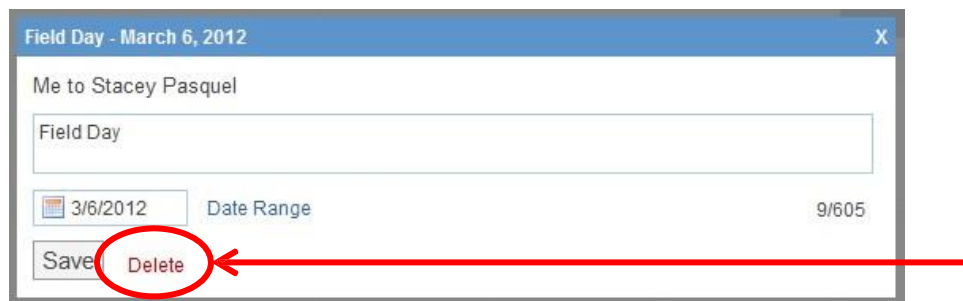 Field Day - March 6, 2012 X
Me to Stacey Pasquel
Field Day
3/6/2012 Date Range 9/605
Save Delete